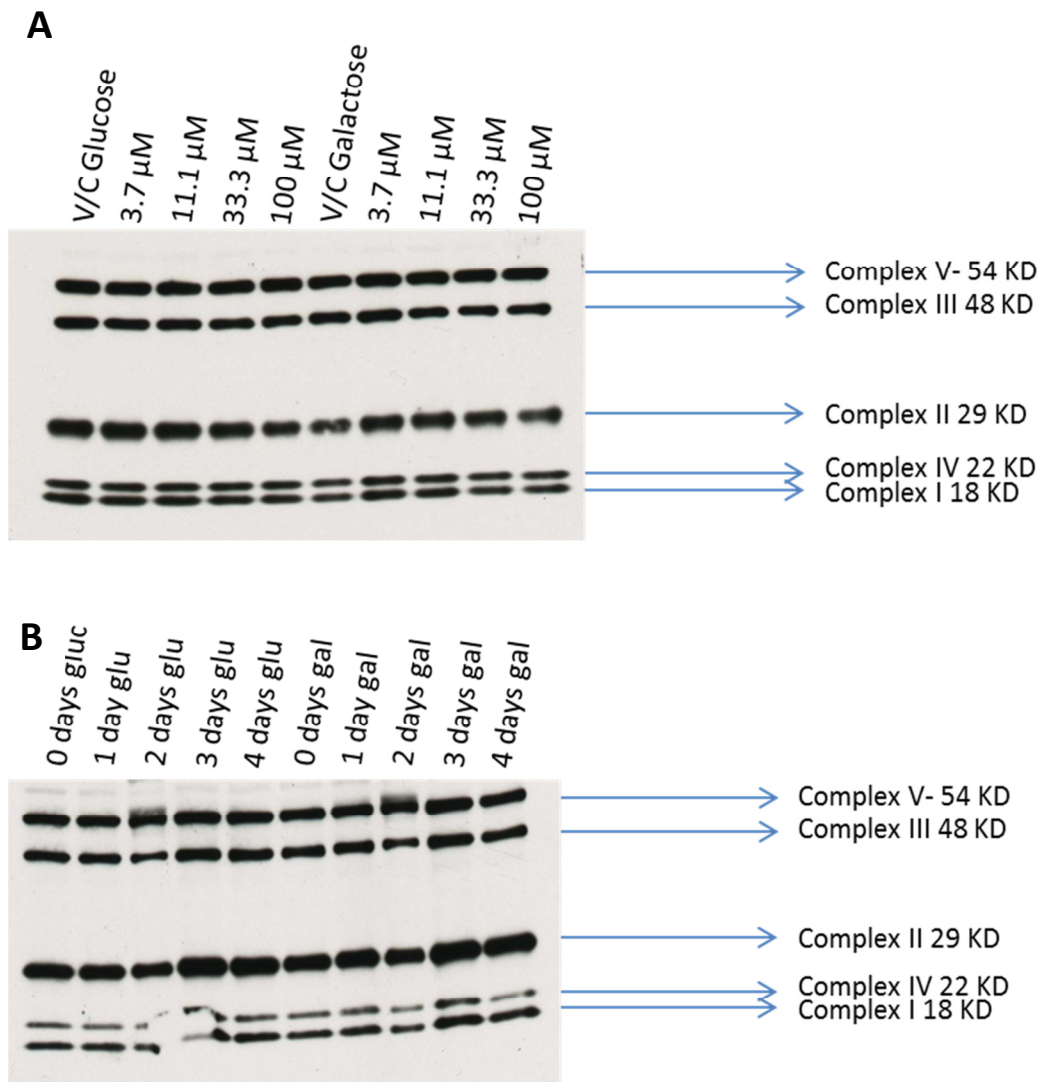 A
V/C Glucose
3.7 µM
11.1 µM
33.3 µM
100 µM
V/C Galactose
3.7 µM
11.1 µM
33.3 µM
100 µM
Complex V- 54 KD
Complex III 48 KD
Complex II 29 KD
Complex IV 22 KD
Complex I 18 KD
B
0 days gluc
1 day glu
2 days glu
3 days glu
4 days glu
0 days gal
1 day gal
2 days gal
3 days gal
4 days gal
Complex V- 54 KD
Complex III 48 KD
Complex II 29 KD
Complex IV 22 KD
Complex I 18 KD